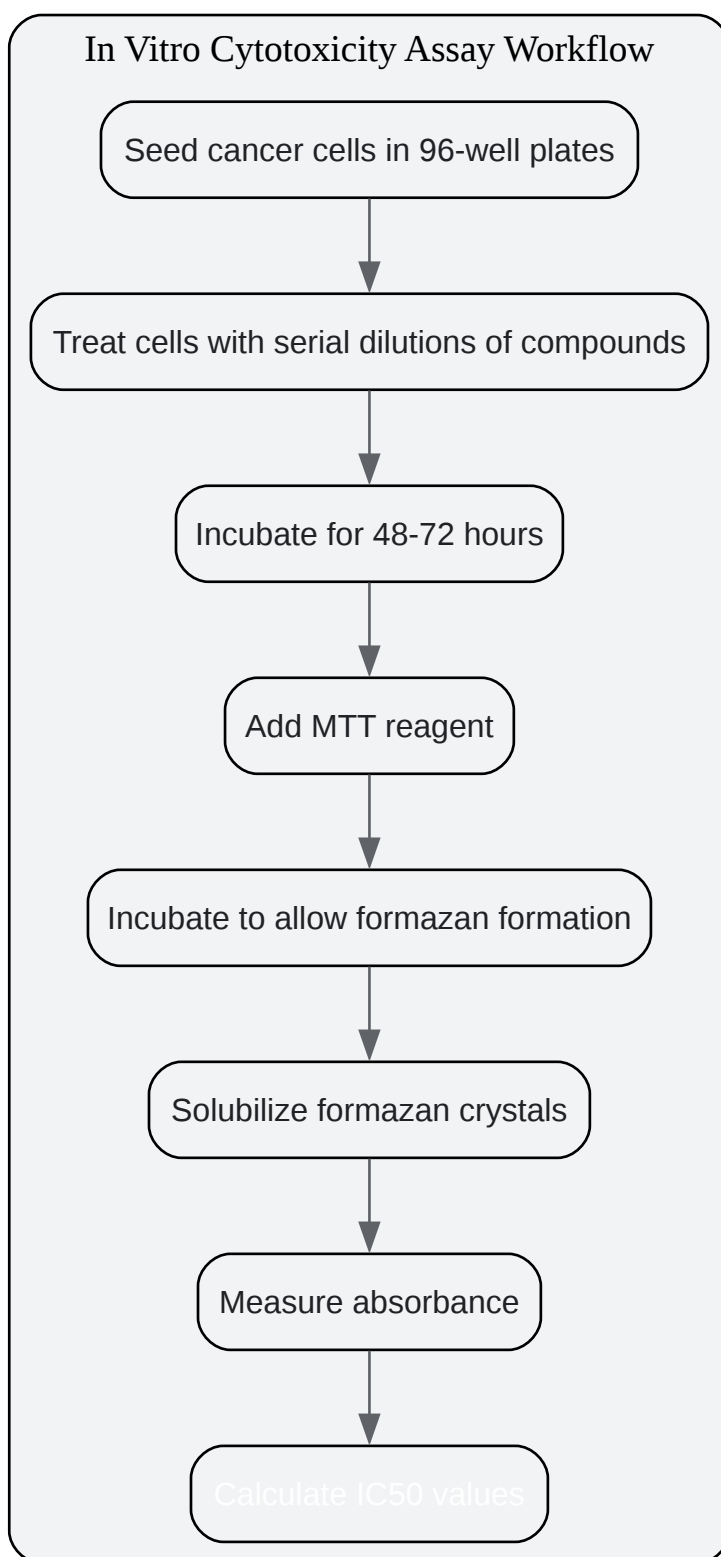 In Vitro Cytotoxicity Assay Workflow
Seed cancer cells in 96-well plates
Treat cells with serial dilutions of compounds
Incubate for 48-72 hours
Add MTT reagent
Incubate to allow formazan formation
Solubilize formazan crystals
Measure absorbance
Calculate IC50 values